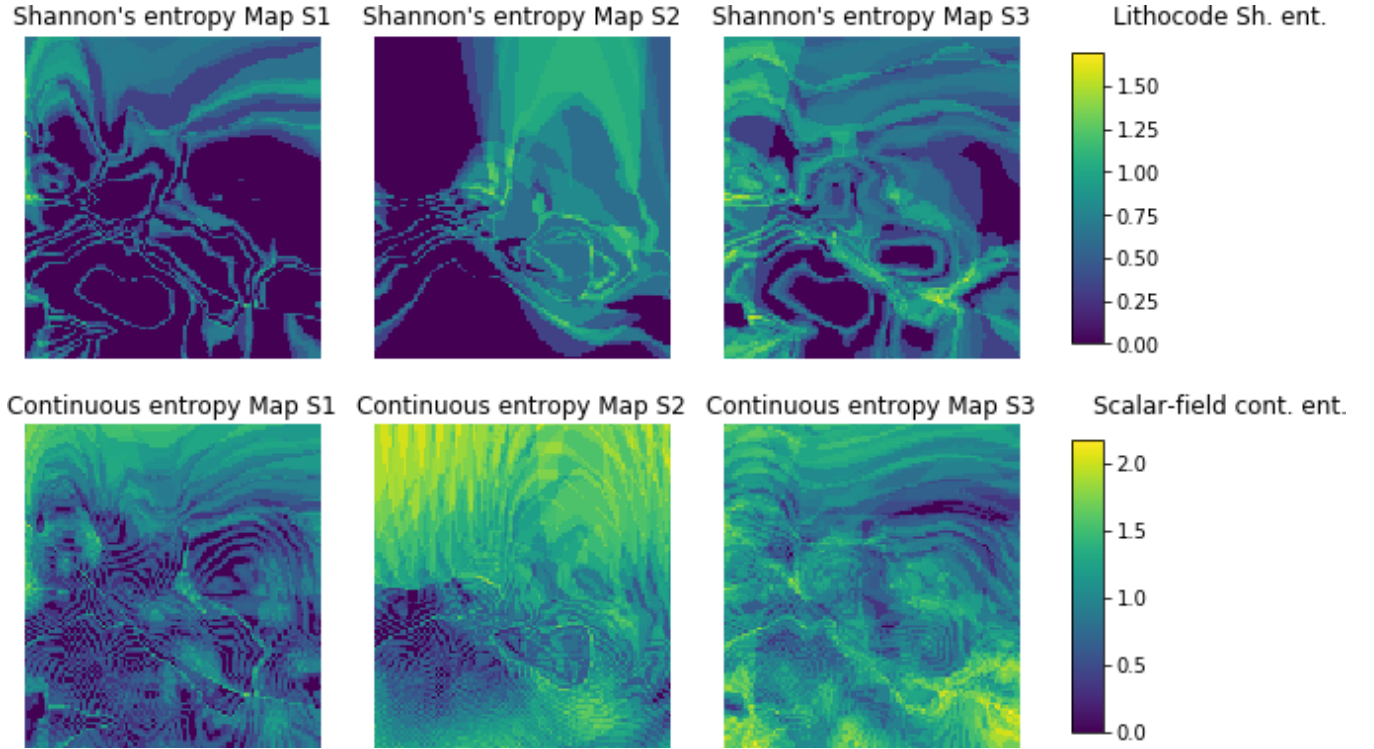 Shannon's entropy Map S1
Shannon's entropy Map S2
Shannon's entropy Map S3
Lithocode Sh. ent.
1.50
1.25
1.00
0.75
0.50
0.25
0.00
Continuous entropy Map S1
Continuous entropy Map S2
Continuous entropy Map S3
Scalar-field cont. ent.
2.0
1.5
1.0
0.5
0.0